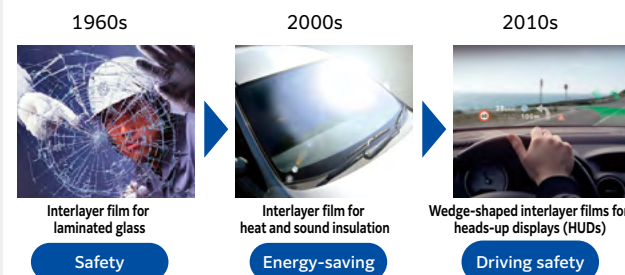 1960s
2000s
2010s
Interlayer film for
laminated glass
Interlayer film for
heat and sound insulation
Wedge-shaped interlayer films for
heads-up displays (HUDs)
Safety
Energy-saving
Driving safety